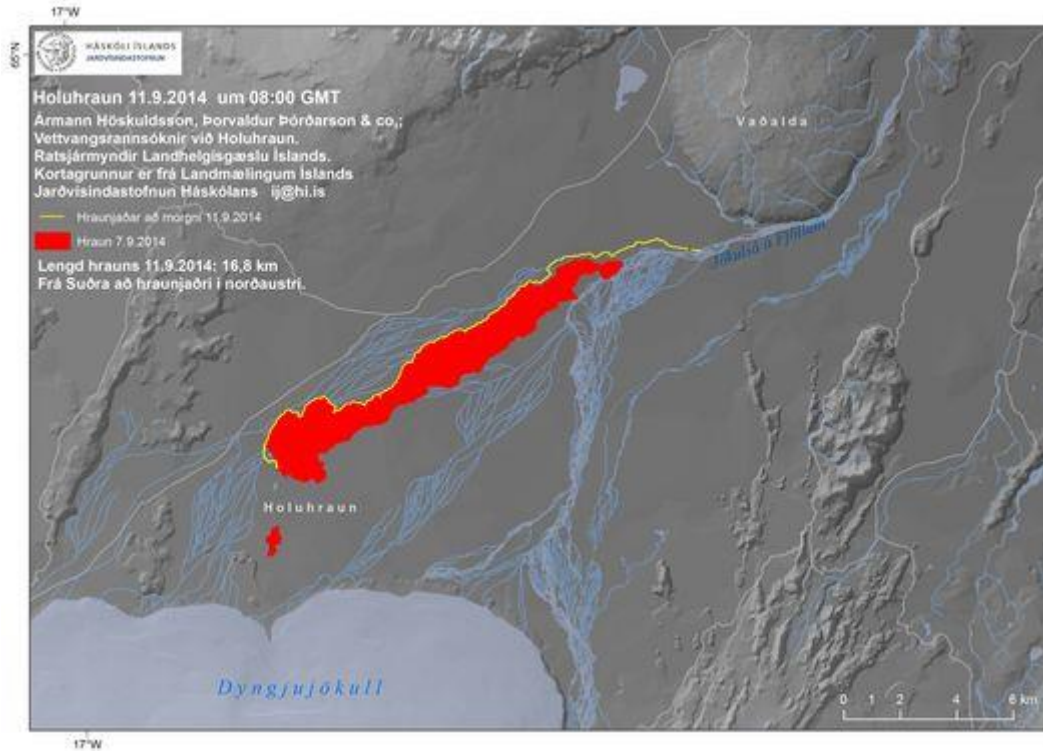 17°W
65°N
HÁSKÓLI ÍSLANDS
JARÐVÍSINDASTOFNUN
Holuhraun 11.9.2014 um 08:00 GMT
Ármann Höskuldsson, Þorvaldur Þórðarson & co,;
Vettvangsrannsóknir við Holuhraun.
Ratsjármyndir Landhelgisgæslu Íslands.
Kortagrunnur er frá Landmælingum Íslands
Jarðvísindastofnun Háskólans ij@hi.is
Hraunjaðar að morgni 11.9.2014
Hraun 7.9.2014
Lengd hrauns 11.9.2014: 16,8 km
Frá Suðra að hraunjaðri í norðaustri.
Vaðalda
Jökulsá á Fjöllum
Holuhraun
Dyngjujökull
0 1 2 4 6 km
17°W